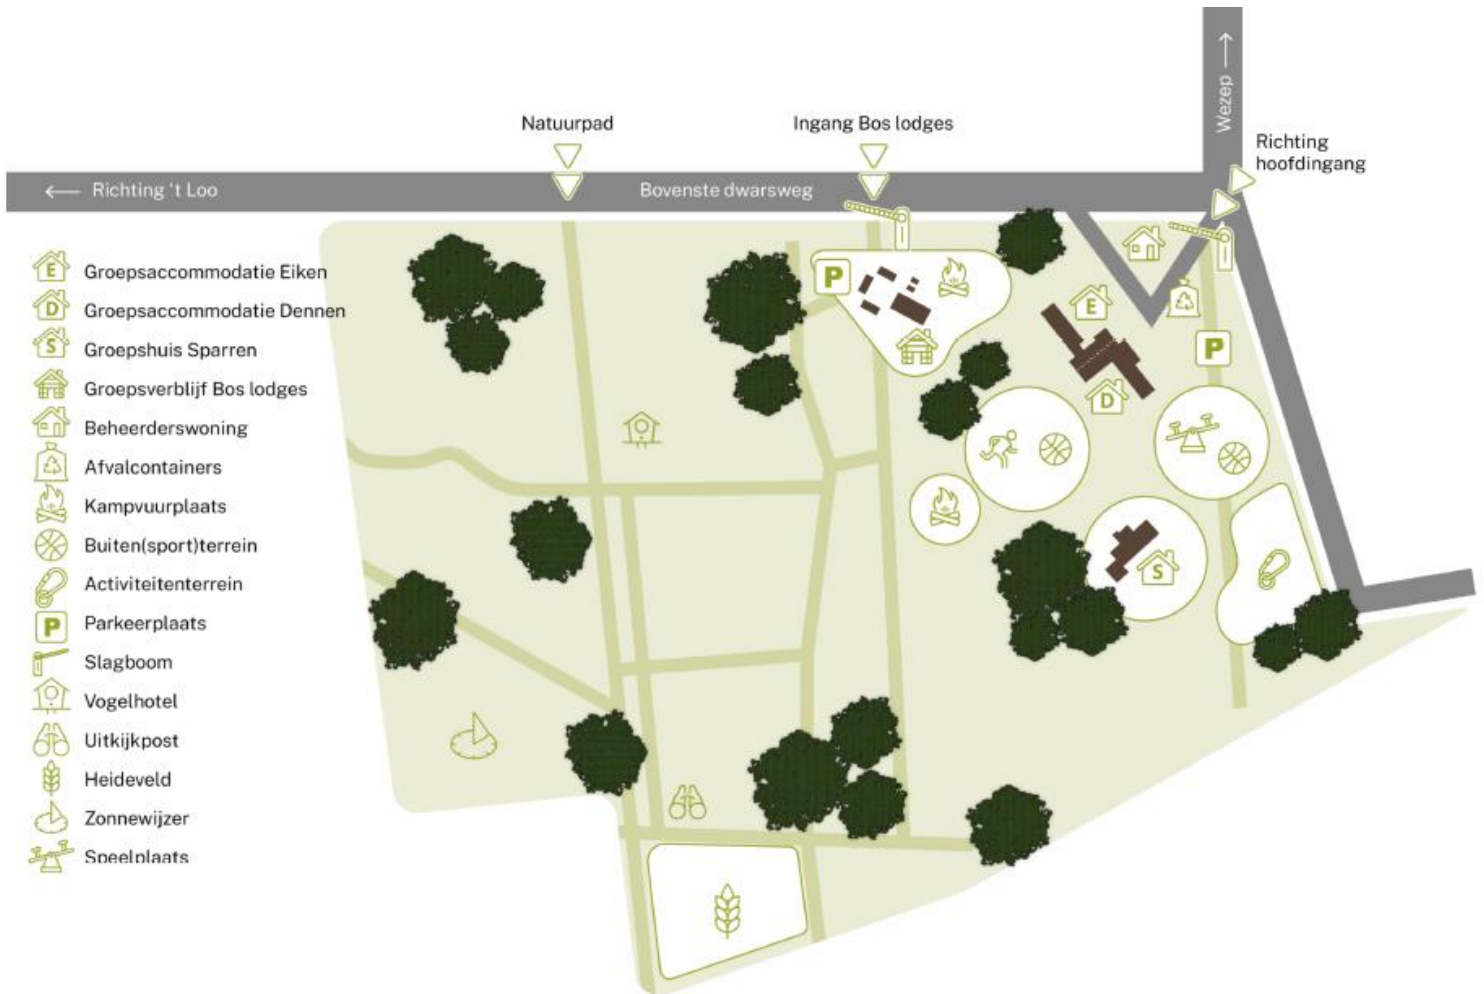 Wezep
Natuurpad
Ingang Bos lodges
Richting
hoofdingang
Richting ‘t Loo
Bovenste dwarsweg
E Groepsaccommodatie Eiken
D Groepsaccommodatie Dennen
S Groepshuis Sparren
Groepsverblijf Bos lodges
Beheerderswoning
Afvalcontainers
Kampvuurplaats
Buiten(sport)terrein
Activiteitenterrein
P Parkeerplaats
Slagboom
Vogelhotel
Uitkijkpost
Heideveld
Zonnewijzer
Speelplaats
P
E
P
D
S